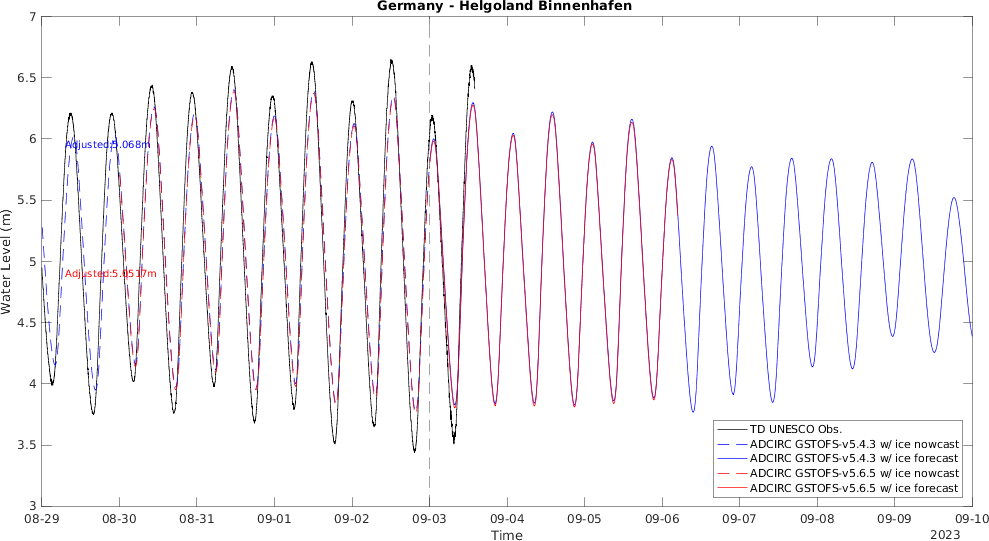 Germany - Helgoland Binnenhafen
Water Level (m)
7
6.5
6
5.5
5
4.5
4
3.5
3
Adjusted:5.068m
Adjusted:5.0517m
TD UNESCO Obs.
ADCIRC GSTOFS-v5.4.3 w/ ice nowcast
ADCIRC GSTOFS-v5.4.3 w/ ice forecast
ADCIRC GSTOFS-v5.6.5 w/ ice nowcast
ADCIRC GSTOFS-v5.6.5 w/ ice forecast
08-29 08-30 08-31 09-01 09-02 09-03 09-04 09-05 09-06 09-07 09-08 09-09 09-10
Time
2023